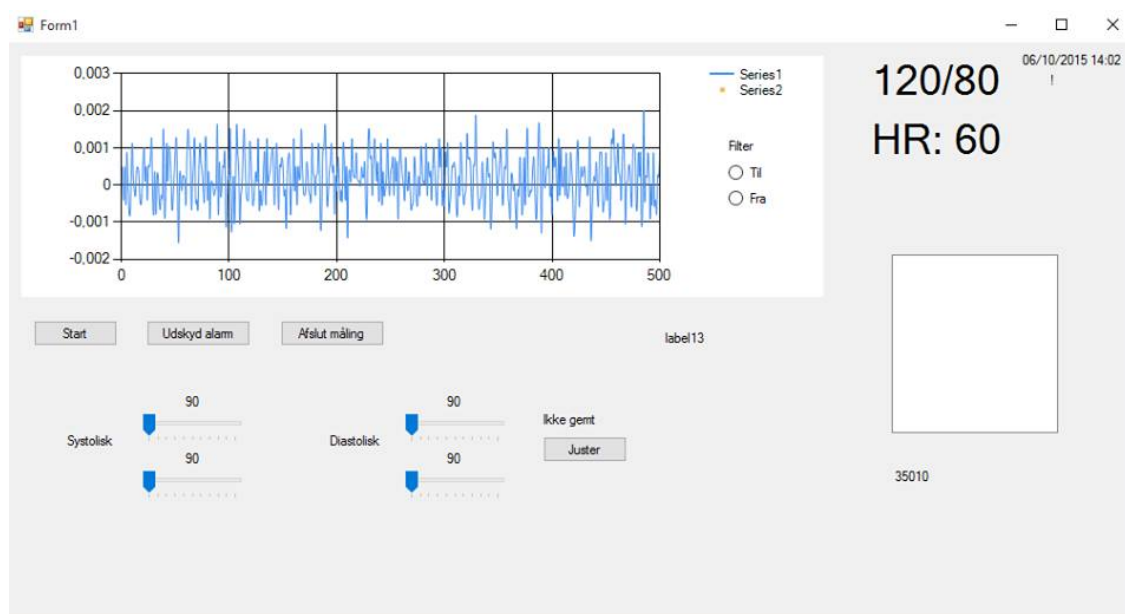 Form1
06/10/2015 14:02
!
120/80
HR: 60
0,003
0,002
0,001
0
-0,001
-0,002
0 100 200 300 400 500
Series1
Series2
Filter
Til
Fra
Start Udskyd alarm Afslut måling
label13
Systolisk
90
90
Diastolisk
90
90
Ikke gemt
Juster
35010